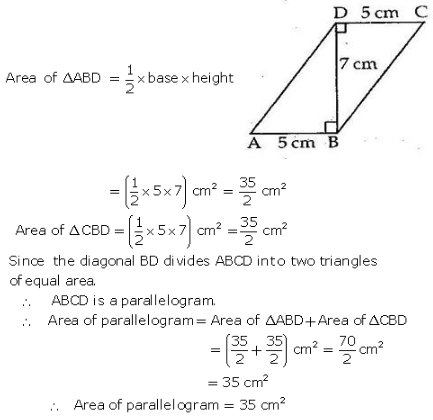 D 5 cm C
Area of ΔABD = 1/2 × base × height
7 cm
A 5 cm B
= (1/2 × 5 × 7) cm² = 35/2 cm²
Area of ΔCBD = (1/2 × 5 × 7) cm² = 35/2 cm²
Since the diagonal BD divides ABCD into two triangles
of equal area.
∴ ABCD is a parallelogram.
∴ Area of parallelogram = Area of ΔABD + Area of ΔCBD
= (35/2 + 35/2) cm² = 70/2 cm²
= 35 cm²
∴ Area of parallelogram = 35 cm²